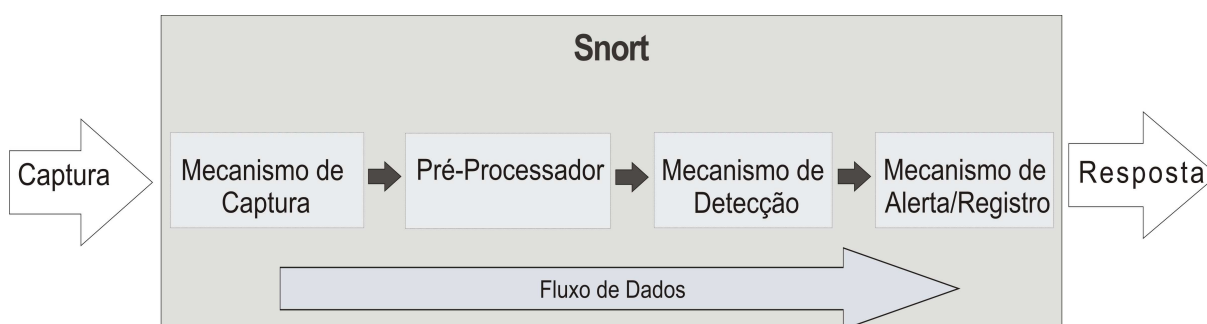 Snort
Captura
Mecanismo de
Captura
Pré-Processador
Mecanismo de
Detecção
Mecanismo de
Alerta/Registro
Resposta
Fluxo de Dados